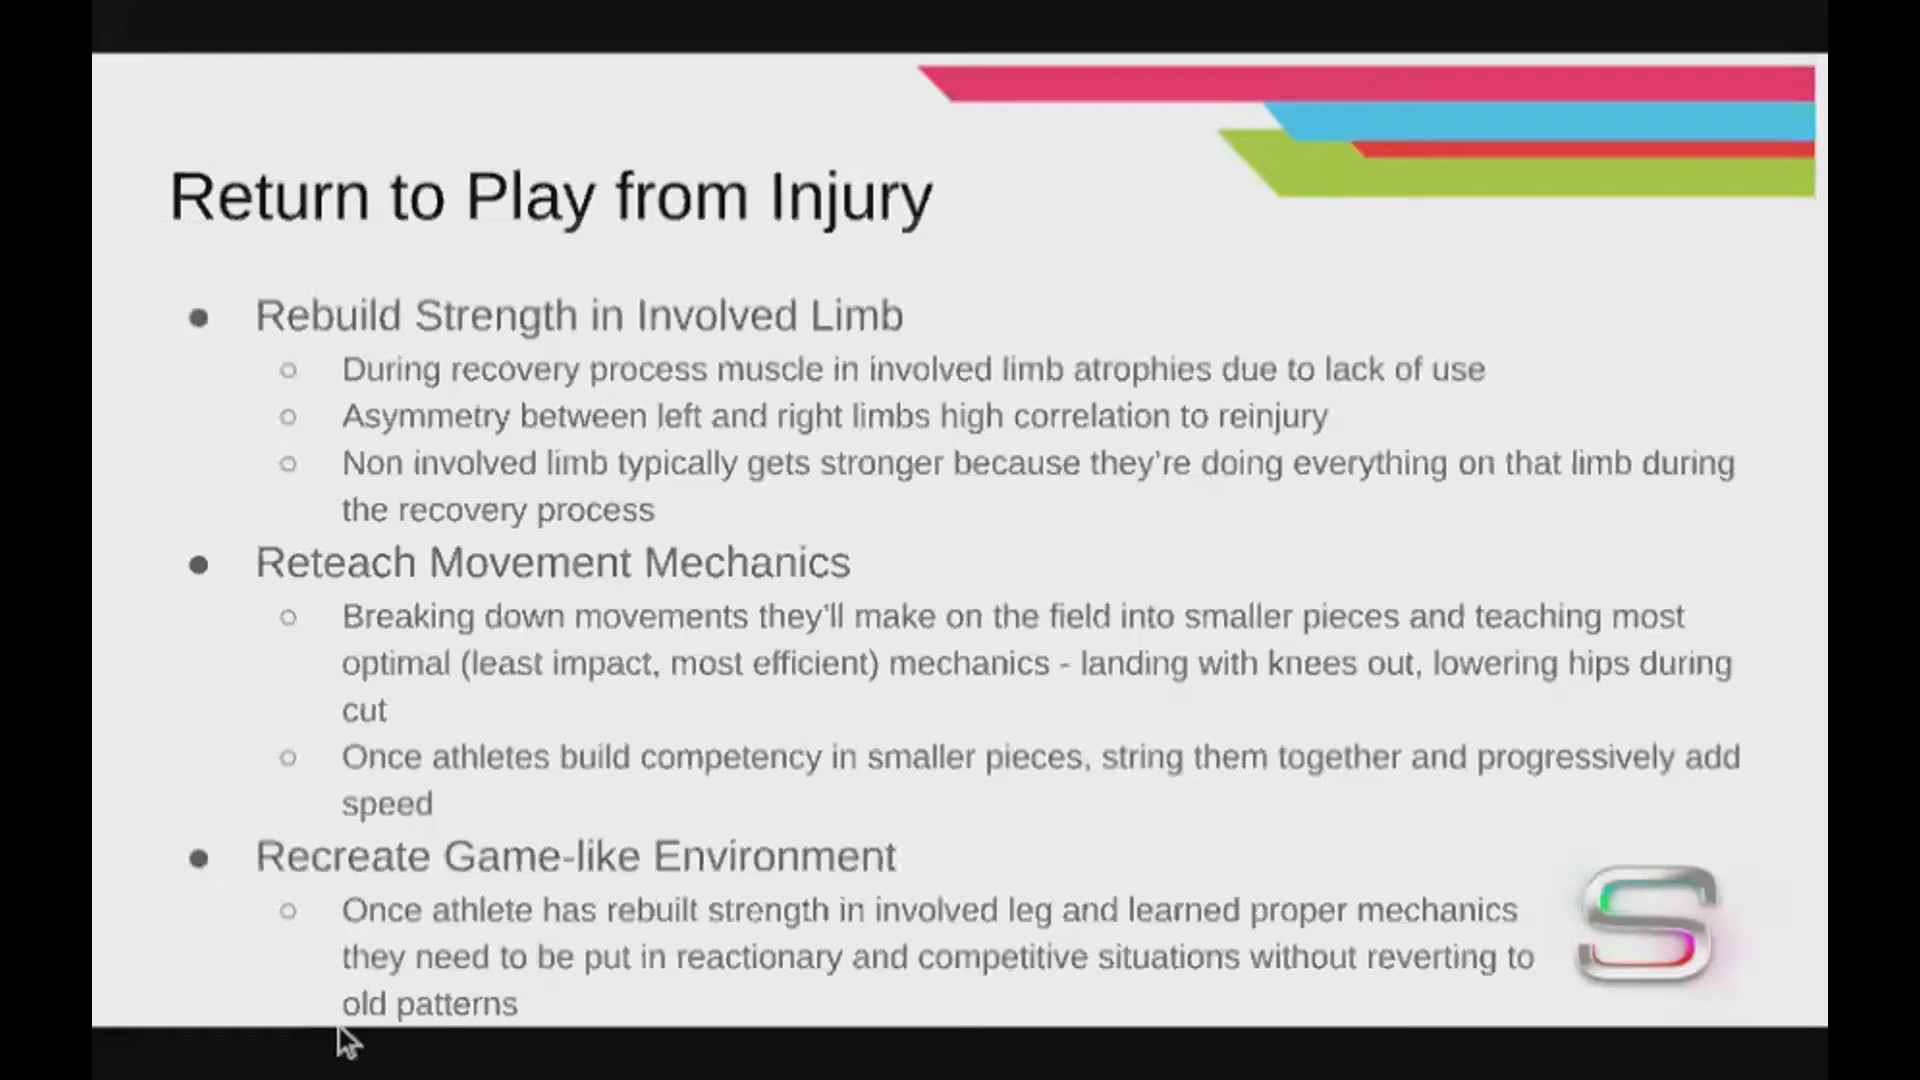 Return to Play from Injury
● Rebuild Strength in Involved Limb
○ During recovery process muscle in involved limb atrophies due to lack of use
○ Asymmetry between left and right limbs high correlation to reinjury
○ Non involved limb typically gets stronger because they're doing everything on that limb during
the recovery process
● Reteach Movement Mechanics
○ Breaking down movements they'll make on the field into smaller pieces and teaching most
optimal (least impact, most efficient) mechanics - landing with knees out, lowering hips during
cut
○ Once athletes build competency in smaller pieces, string them together and progressively add
speed
● Recreate Game-like Environment
○ Once athlete has rebuilt strength in involved leg and learned proper mechanics
they need to be put in reactionary and competitive situations without reverting to
old patterns
S